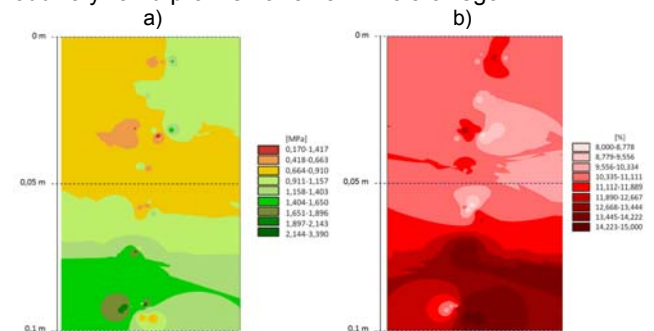 a) b)
0 m
0,05 m
0.1 m
[MPa]
0,170-1,417
0,418-0,663
0,664-0,910
0,911-1,157
1,158-1,403
1,404-1,650
1,651-1,896
1,897-2,143
2,144-3,390
0 m
0,05 m
0.1 m
[%]
8,000-8,778
8,779-9,556
9,556-10,334
10,335-11,111
11,112-11,889
11,890-12,667
12,668-13,444
13,445-14,222
14,223-15,000